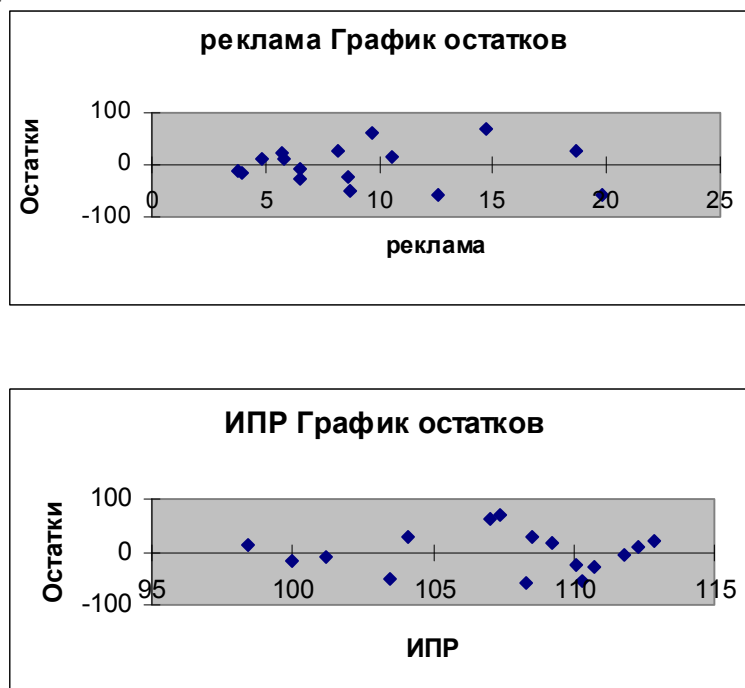 реклама График остатков
Остатки
100
0
-100
0 5 10 15 20 25
реклама
ИПР График остатков
Остатки
100
0
-100
95 100 105 110 115
ИПР